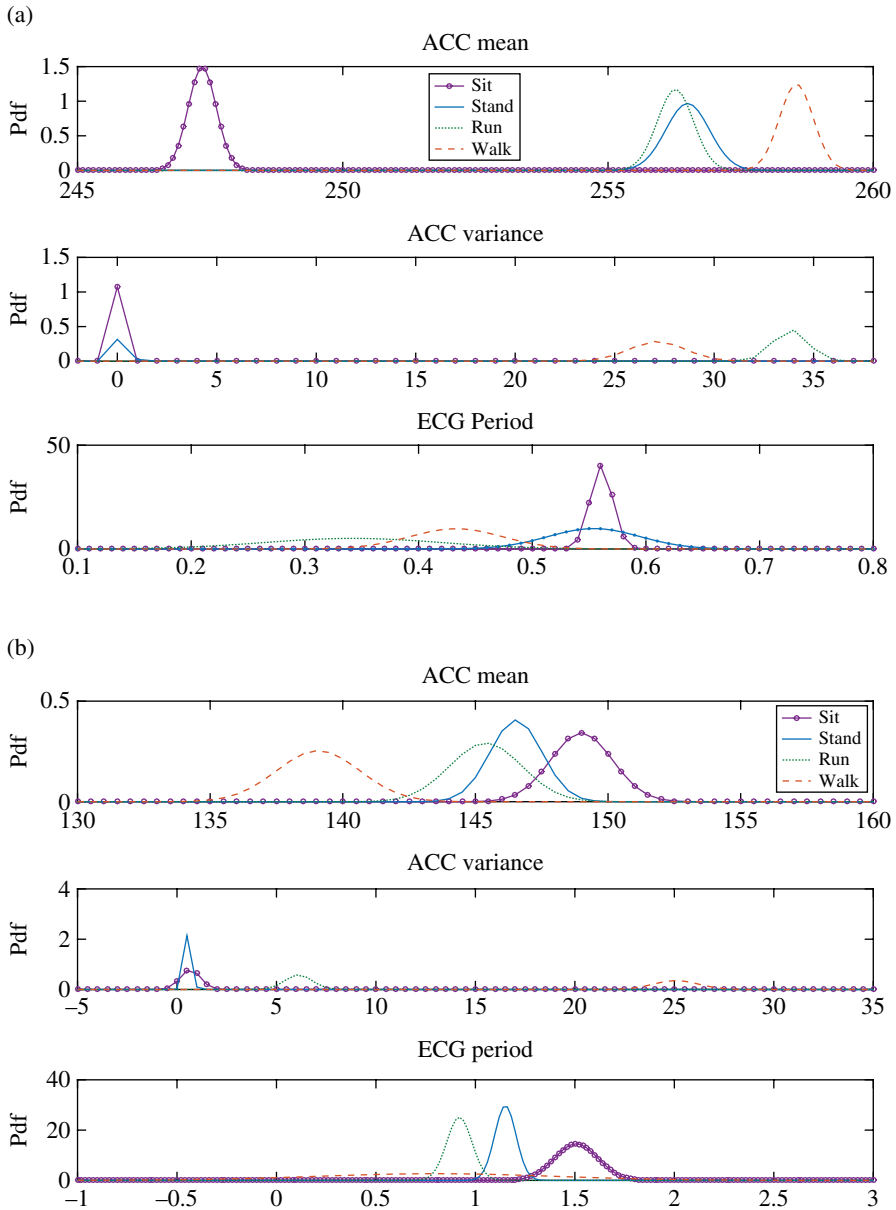 (a)
ACC mean
Pdf
1.5
1
0.5
0
245
250
255
260
Sit
Stand
Run
Walk
ACC variance
Pdf
1.5
1
0.5
0
0
5
10
15
20
25
30
35
ECG Period
Pdf
50
0
0.1
0.2
0.3
0.4
0.5
0.6
0.7
0.8
(b)
ACC mean
Pdf
0.5
0
130
135
140
145
150
155
160
Sit
Stand
Run
Walk
ACC variance
Pdf
4
2
0
–5
0
5
10
15
20
25
30
35
ECG period
Pdf
40
20
0
–1
–0.5
0
0.5
1
1.5
2
2.5
3